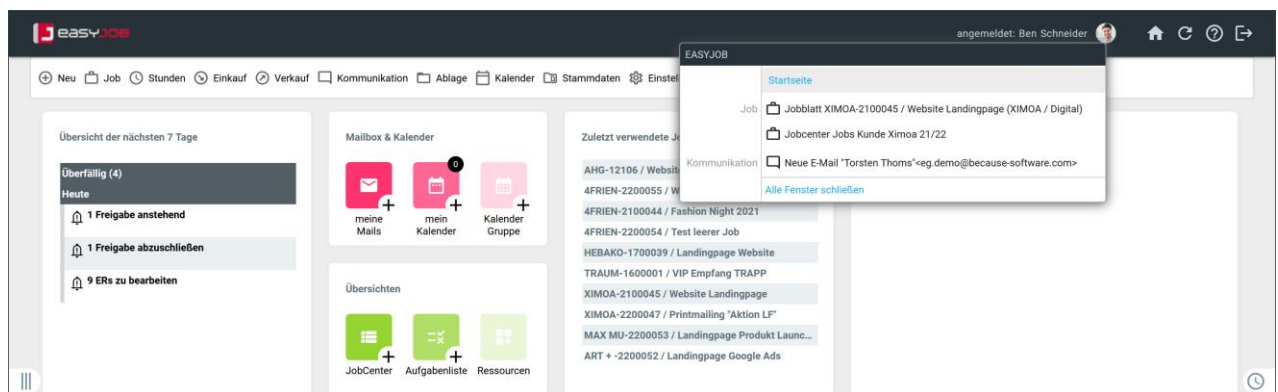 easyJOB
angemeldet: Ben Schneider
Neu Job Stunden Einkauf Verkauf Kommunikation Ablage Kalender Stammdaten Einstel
EASYJOB
Startseite
Job Jobblatt XIMOA-2100045 / Website Landingpage (XIMOA / Digital)
Jobcenter Jobs Kunde Ximoa 21/22
Kommunikation Neue E-Mail "Torsten Thoms"<eg.demo@because-software.com>
Alle Fenster schließen
Übersicht der nächsten 7 Tage
Überfällig (4)
Heute
1 Freigabe anstehend
1 Freigabe abzuschließen
9 ERs zu bearbeiten
Mailbox & Kalender
0
meine Mails
mein Kalender
Kalender Gruppe
Übersichten
JobCenter
Aufgabenliste
Ressourcen
Zuletzt verwendete J
AHG-12106 / Websit
4FRIEN-2200055 / W
4FRIEN-2100044 / Fashion Night 2021
4FRIEN-2200054 / Test leerer Job
HEBAKO-1700039 / Landingpage Website
TRAUM-1600001 / VIP Empfang TRAPP
XIMOA-2100045 / Website Landingpage
XIMOA-2200047 / Printmailing "Aktion LF"
MAX MU-2200053 / Landingpage Produkt Launc...
ART + -2200052 / Landingpage Google Ads